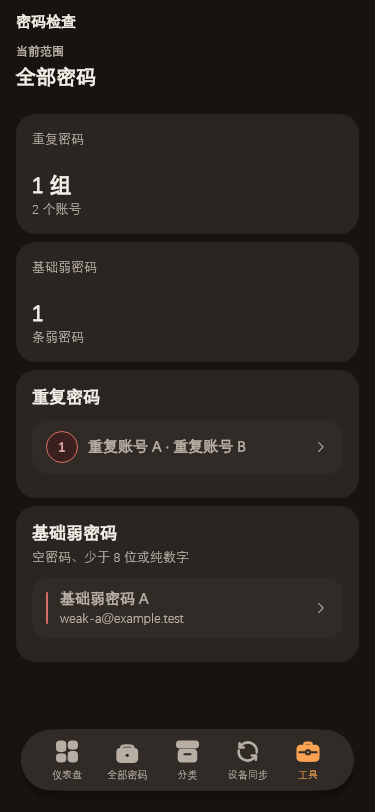 密码检查
当前范围
全部密码
重复密码
1 组
2 个账号
基础弱密码
1
条弱密码
重复密码
1 重复账号 A · 重复账号 B
基础弱密码
空密码、少于 8 位或纯数字
基础弱密码 A
weak-a@example.test
仪表盘 全部密码 分类 设备同步 工具